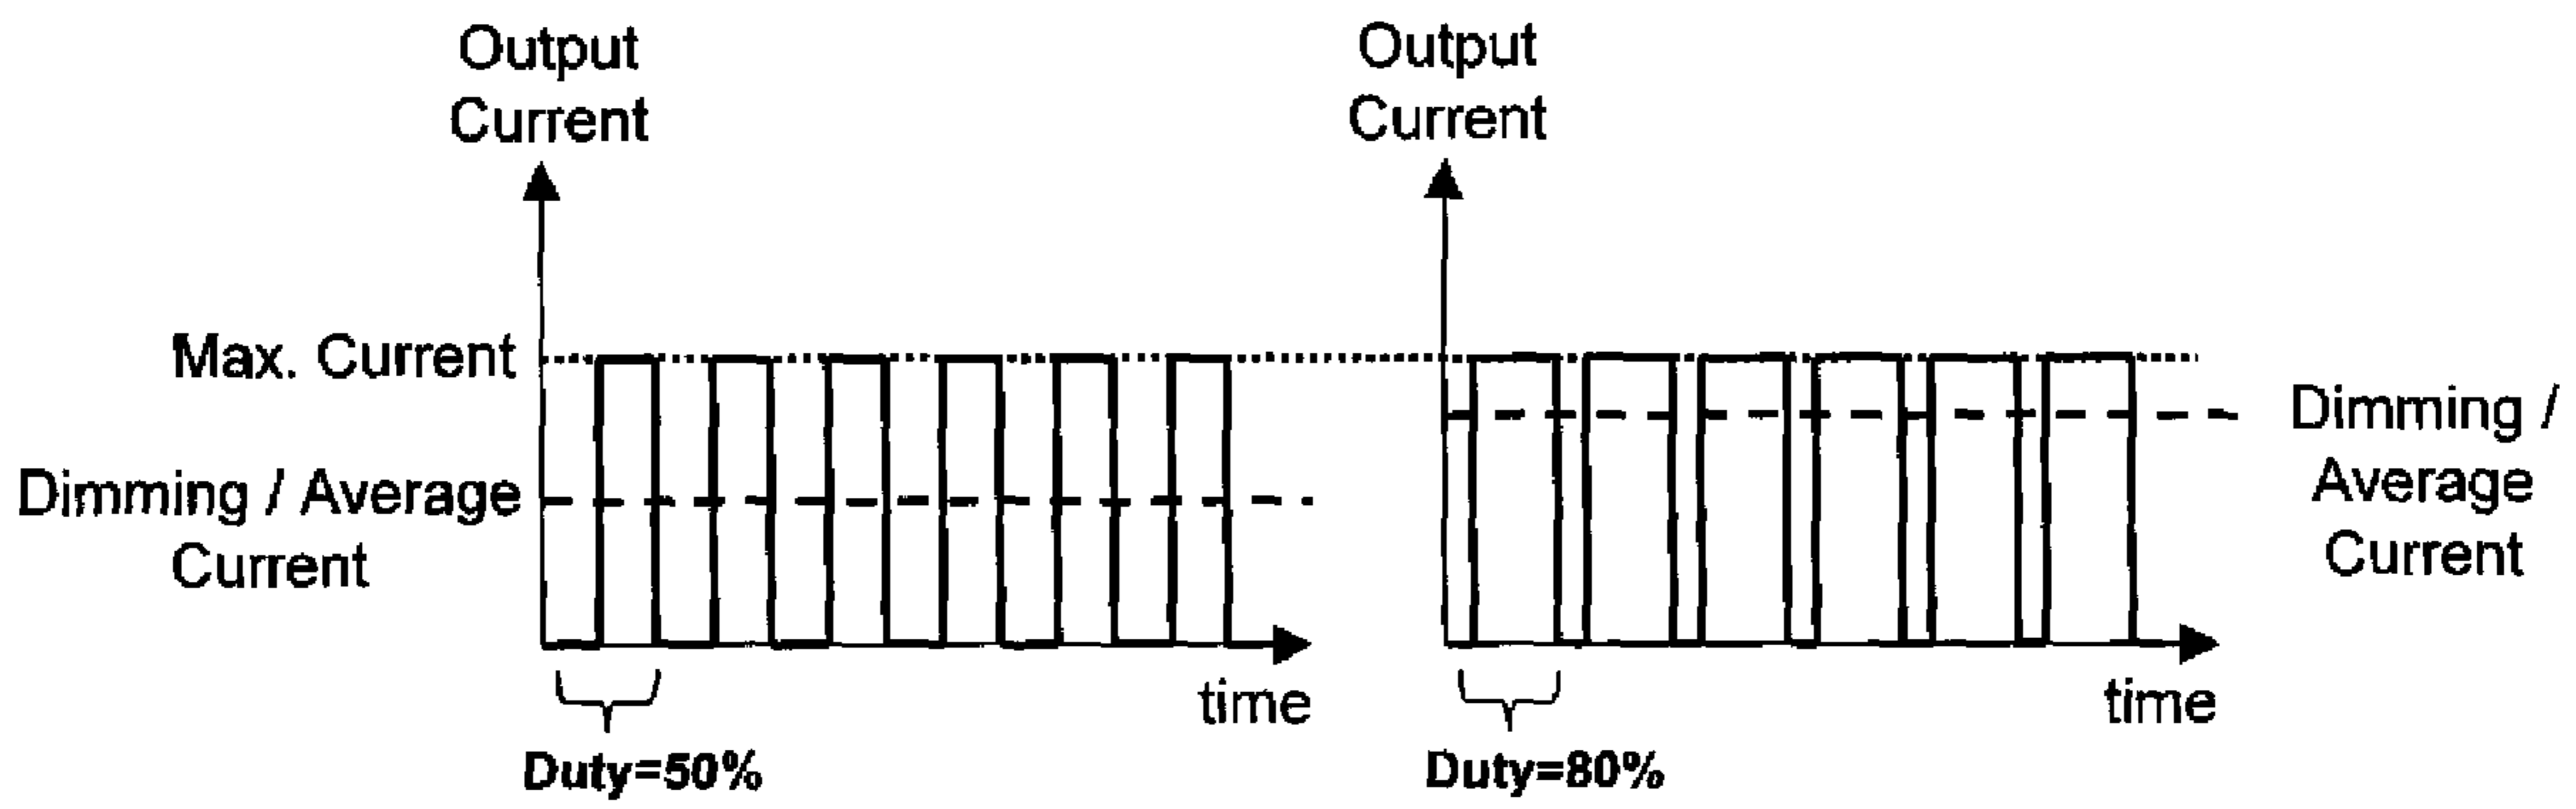 Output
Current
Max. Current
Dimming / Average
Current
time
Duty=50%
Output
Current
Dimming /
Average
Current
time
Duty=80%